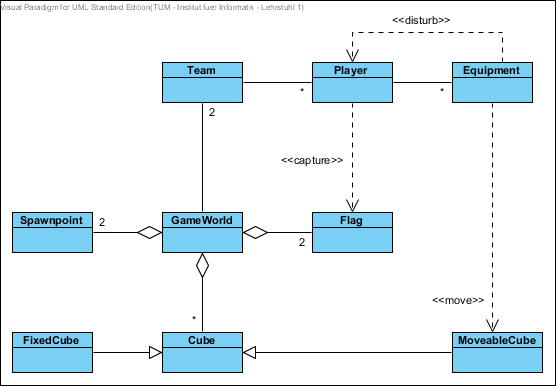 Visual Paradigm for UML Standard Edition(TUM - Institut fuer Informatik - Lehrstuhl 1)
<<disturb>>
Team
Player
Equipment
*
*
2
<<capture>>
Spawnpoint
2
GameWorld
Flag
2
<<move>>
*
FixedCube
Cube
MoveableCube